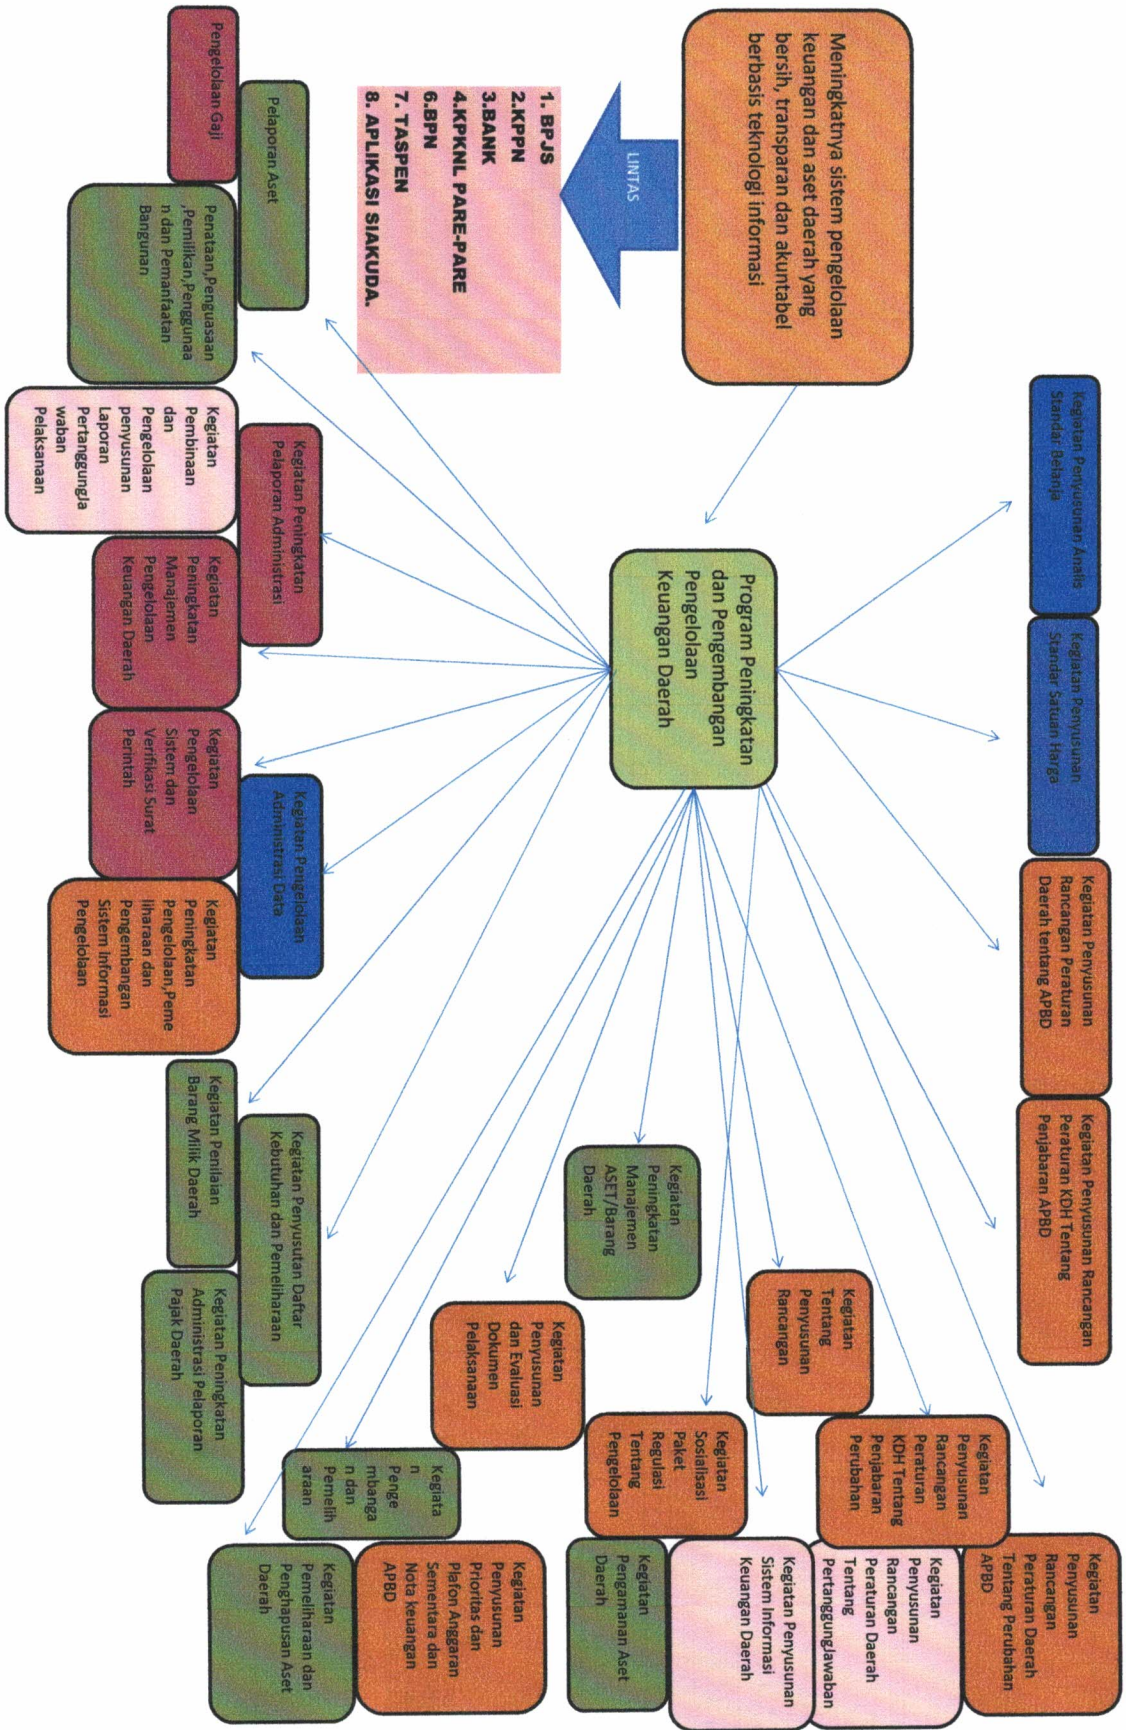 Meningkatnya sistem pengelolaan
keuangan dan aset daerah yang
bersih, transparan dan akuntabel
berbasis teknologi informasi
LINTAS
1. BPJS
2.KPPN
3.BANK
4.KPKNL PARE-PARE
6.BPN
7. TASPEN
8. APLIKASI SIAKUDA.
Kegiatan Penyusunan Analis
Standar Belanja
Kegiatan Penyusunan
Standar Satuan Harga
Kegiatan Penyusunan
Rancangan Peraturan
Daerah tentang APBD
Kegiatan Penyusunan Rancangan
Peraturan KDH Tentang
Penjabaran APBD
Program Peningkatan
dan Pengembangan
Pengelolaan
Keuangan Daerah
Kegiatan
Penyusunan
Rancangan
Peraturan Daerah
Tentang Perubahan
APBD
Kegiatan
Penyusunan
Rancangan
Peraturan
KDH Tentang
Penjabaran
Perubahan
Kegiatan
Penyusunan
Rancangan
Peraturan Daerah
Tentang
PertanggungJawaban
Kegiatan
Tentang
Penyusunan
Rancangan
Kegiatan Penyusunan
Sistem Informasi
Keuangan Daerah
Kegiatan
Sosialisasi
Paket
Regulasi
Tentang
Pengelolaan
Kegiatan
Pengamanan Aset
Daerah
Kegiatan
Peningkatan
Manajemen
ASET/Barang
Daerah
Kegiatan
Penyusunan
dan Evaluasi
Dokumen
Pelaksanaan
Kegiatan
Penyusunan
Prioritas dan
Plafon Anggaran
Sementara dan
Nota keuangan
APBD
Kegiata
n
Penge
mbanga
n dan
Pemelih
araan
Kegiatan
Pemeliharaan dan
Penghapusan Aset
Daerah
Pelaporan Aset
Pengelolaan Gaji
Penataan,Penguasaan
,Pemilikan,Penggunaa
n dan Pemanfaatan
Bangunan
Kegiatan Peningkatan
Pelaporan Administrasi
Kegiatan
Pembinaan
dan
Pengelolaan
penyusunan
Laporan
PertanggungJa
waban
Pelaksanaan
Kegiatan
Peningkatan
Manajemen
Pengelolaan
Keuangan Daerah
Kegiatan
Pengelolaan
Sistem dan
Verifikasi Surat
Perintah
Kegiatan Pengelolaan
Administrasi Data
Kegiatan
Peningkatan
Pengelolaan,Peme
liharaan dan
Pengembangan
Sistem Informasi
Pengelolaan
Kegiatan Penyusutan Daftar
Kebutuhan dan Pemeliharaan
Kegiatan Penilaian
Barang Milik Daerah
Kegiatan Peningkatan
Administrasi Pelaporan
Pajak Daerah